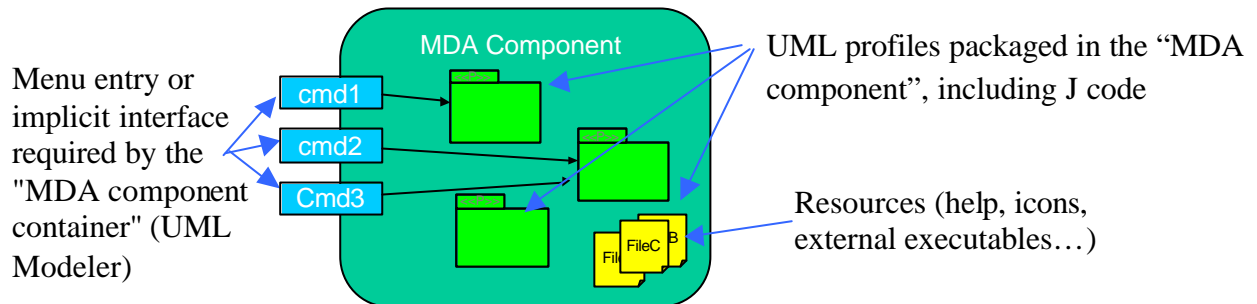 MDA Component
Menu entry or
implicit interface
required by the
"MDA component
container" (UML
Modeler)
cmd1
cmd2
Cmd3
<<P>>
<<P>>
<<P>>
FileC
B
UML profiles packaged in the “MDA
component”, including J code
Resources (help, icons,
external executables…)